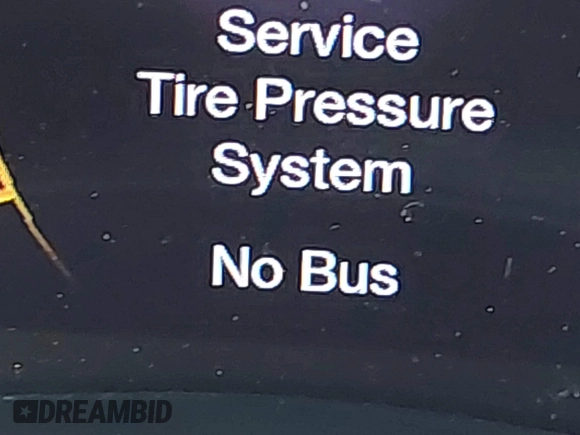 Service
Tire Pressure
System
No Bus
DREAMBID